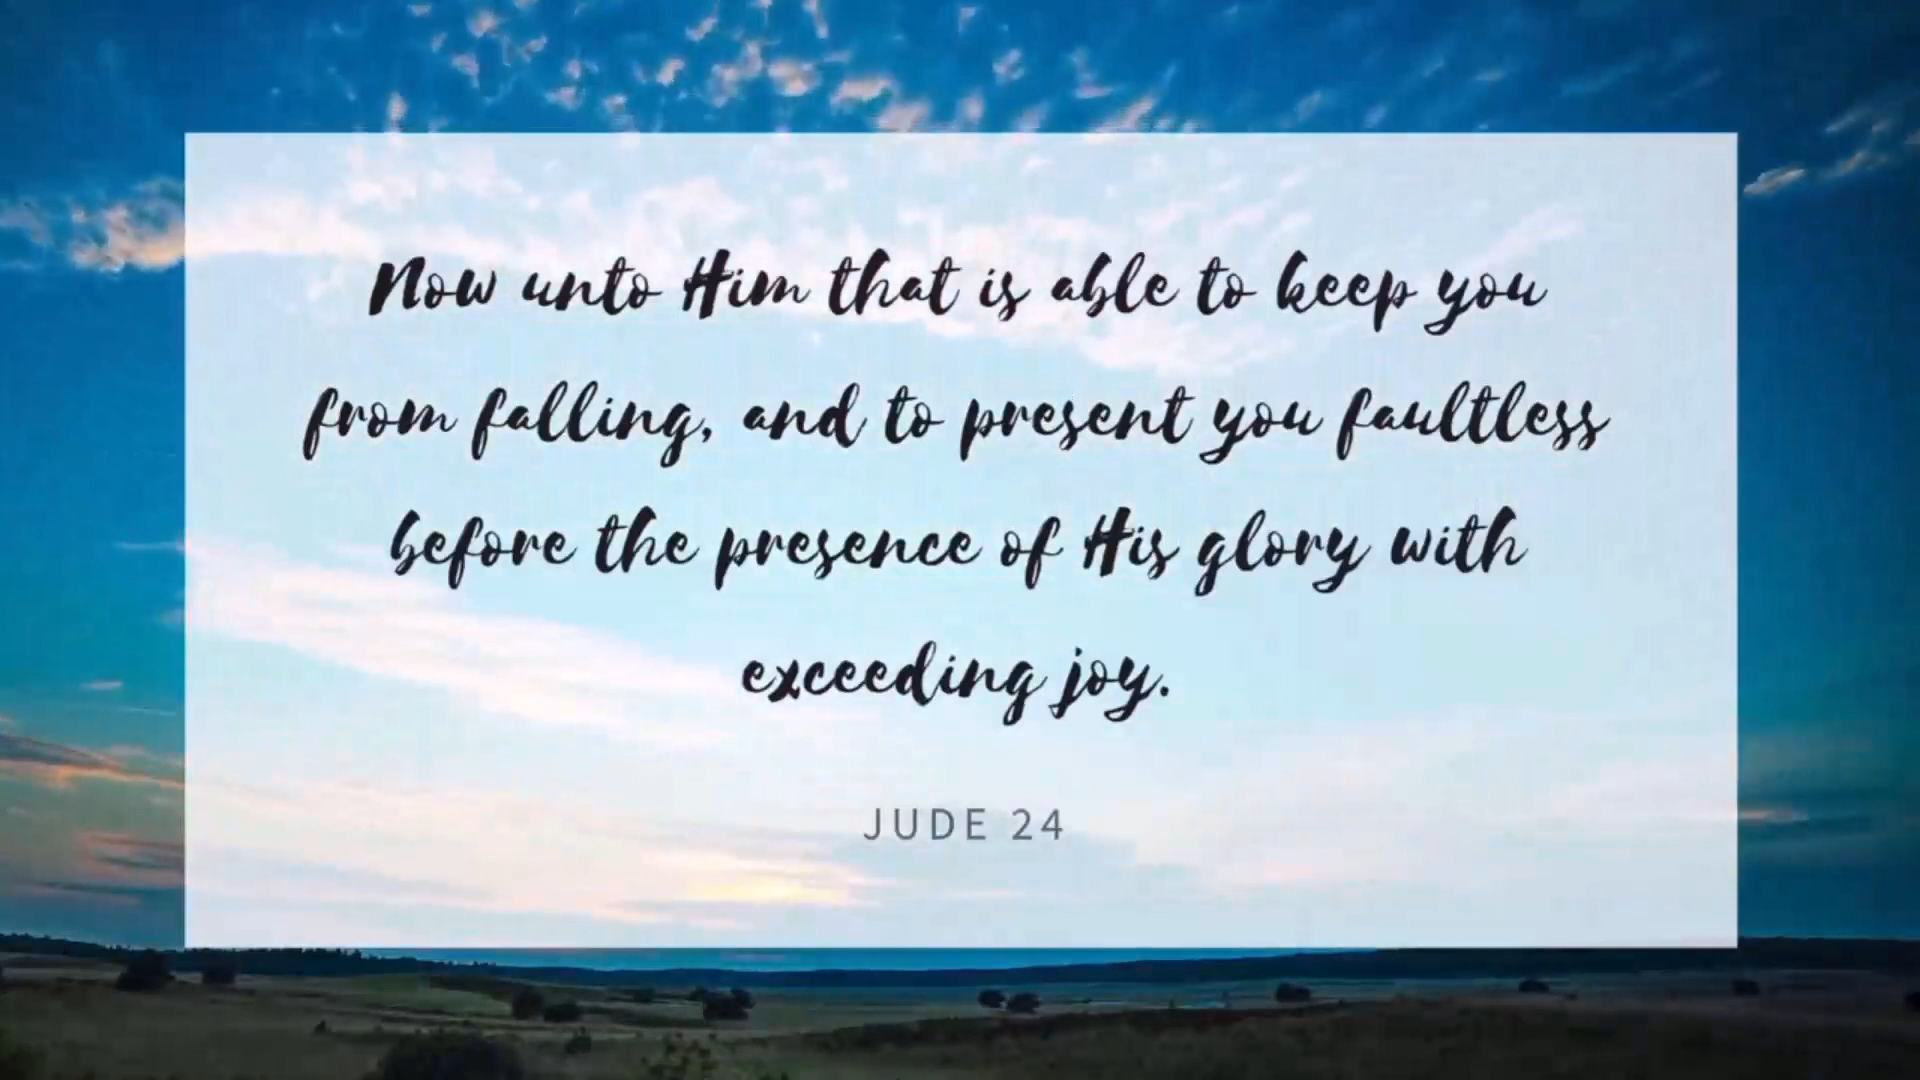 Now unto Him that is able to keep you
from falling, and to present you faultless
before the presence of His glory with
exceeding joy.
JUDE 24